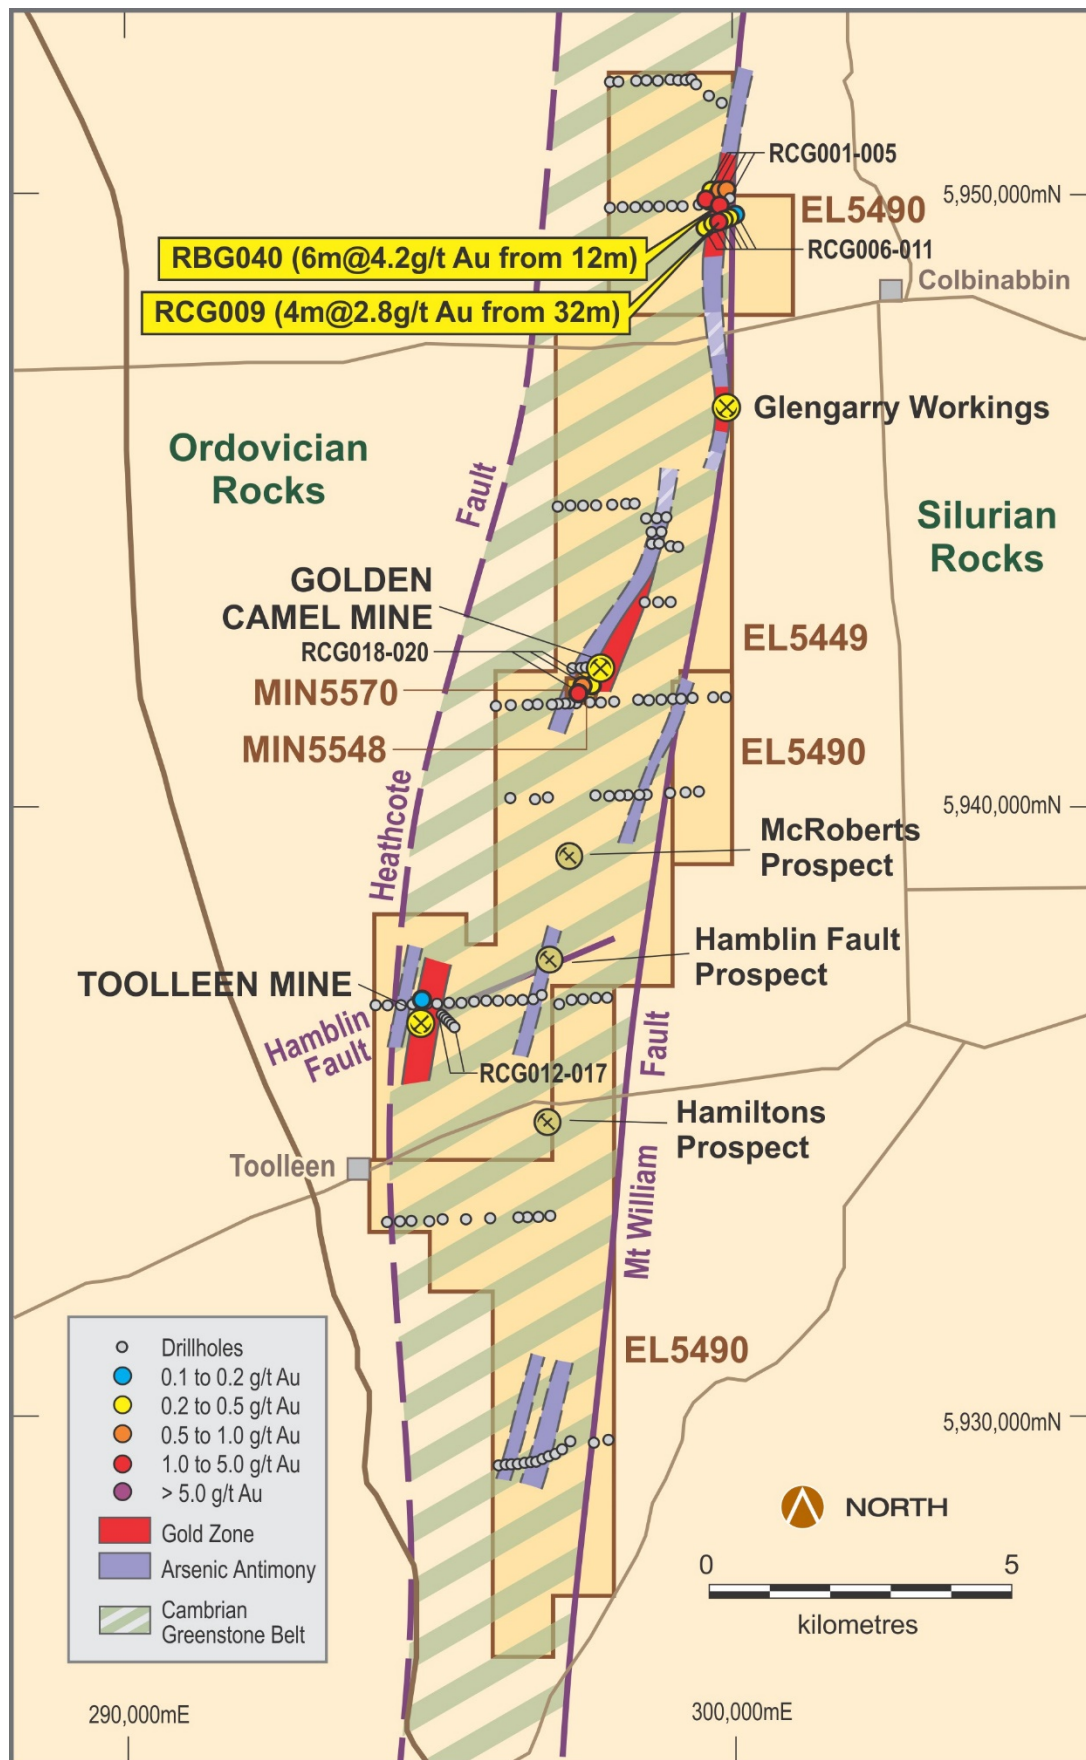 RCG001-005
5,950,000mN
EL5490
RBG040 (6m@4.2g/t Au from 12m)
RCG006-011
Colbinabbin
RCG009 (4m@2.8g/t Au from 32m)
Glengarry Workings
Ordovician
Rocks
Fault
Silurian
Rocks
GOLDEN
CAMEL MINE
RCG018-020
EL5449
MIN5570
MIN5548
EL5490
Heathcote
5,940,000mN
McRoberts
Prospect
Hamblin Fault
Prospect
TOOLLEEN MINE
Hamblin
Fault
RCG012-017
Fault
Hamiltons
Prospect
Toolleen
Mt William
EL5490
5,930,000mN
Drillholes
0.1 to 0.2 g/t Au
0.2 to 0.5 g/t Au
0.5 to 1.0 g/t Au
1.0 to 5.0 g/t Au
> 5.0 g/t Au
Gold Zone
Arsenic Antimony
Cambrian
Greenstone Belt
NORTH
0 5
kilometres
290,000mE
300,000mE